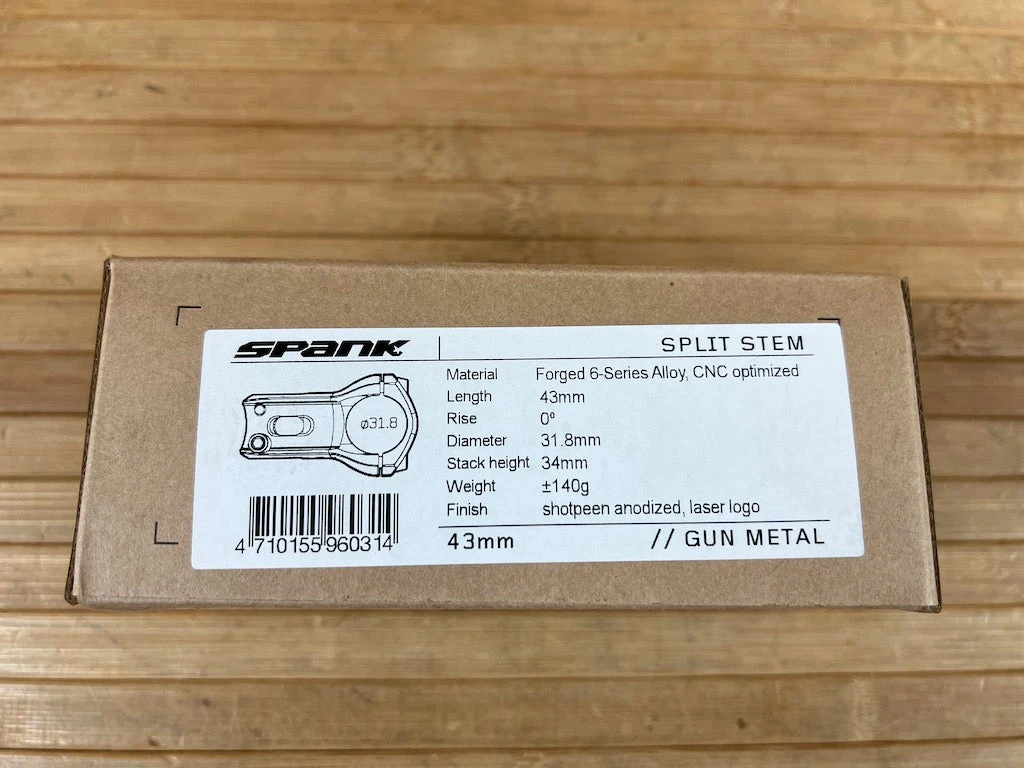 SPANK
SPLIT STEM
Material Forged 6-Series Alloy, CNC optimized
Length 43mm
Rise 0º
Diameter 31.8mm
Stack height 34mm
Weight ±140g
Finish shotpeen anodized, laser logo
ø31.8
4 710155 960314
43mm // GUN METAL